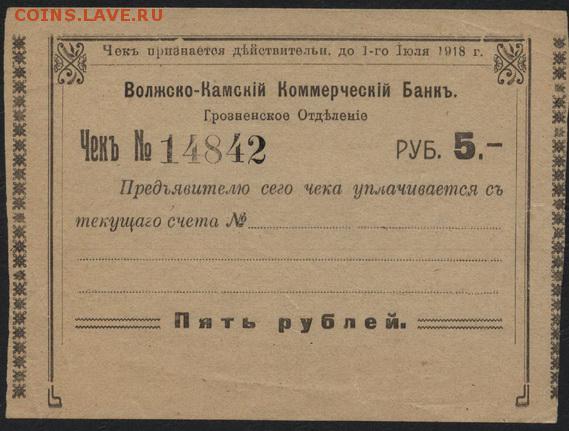 COINS.LAVE.RU
Чекъ признается дѣйствительн. до 1-го Іюля 1918 г.
Волжско-Камскій Коммерческій Банкъ.
Грозненское Отдѣленіе
Чекъ № 14842 РУБ. 5.-
Предъявителю сего чека уплачивается съ
текущаго счета №
Пять рублей.